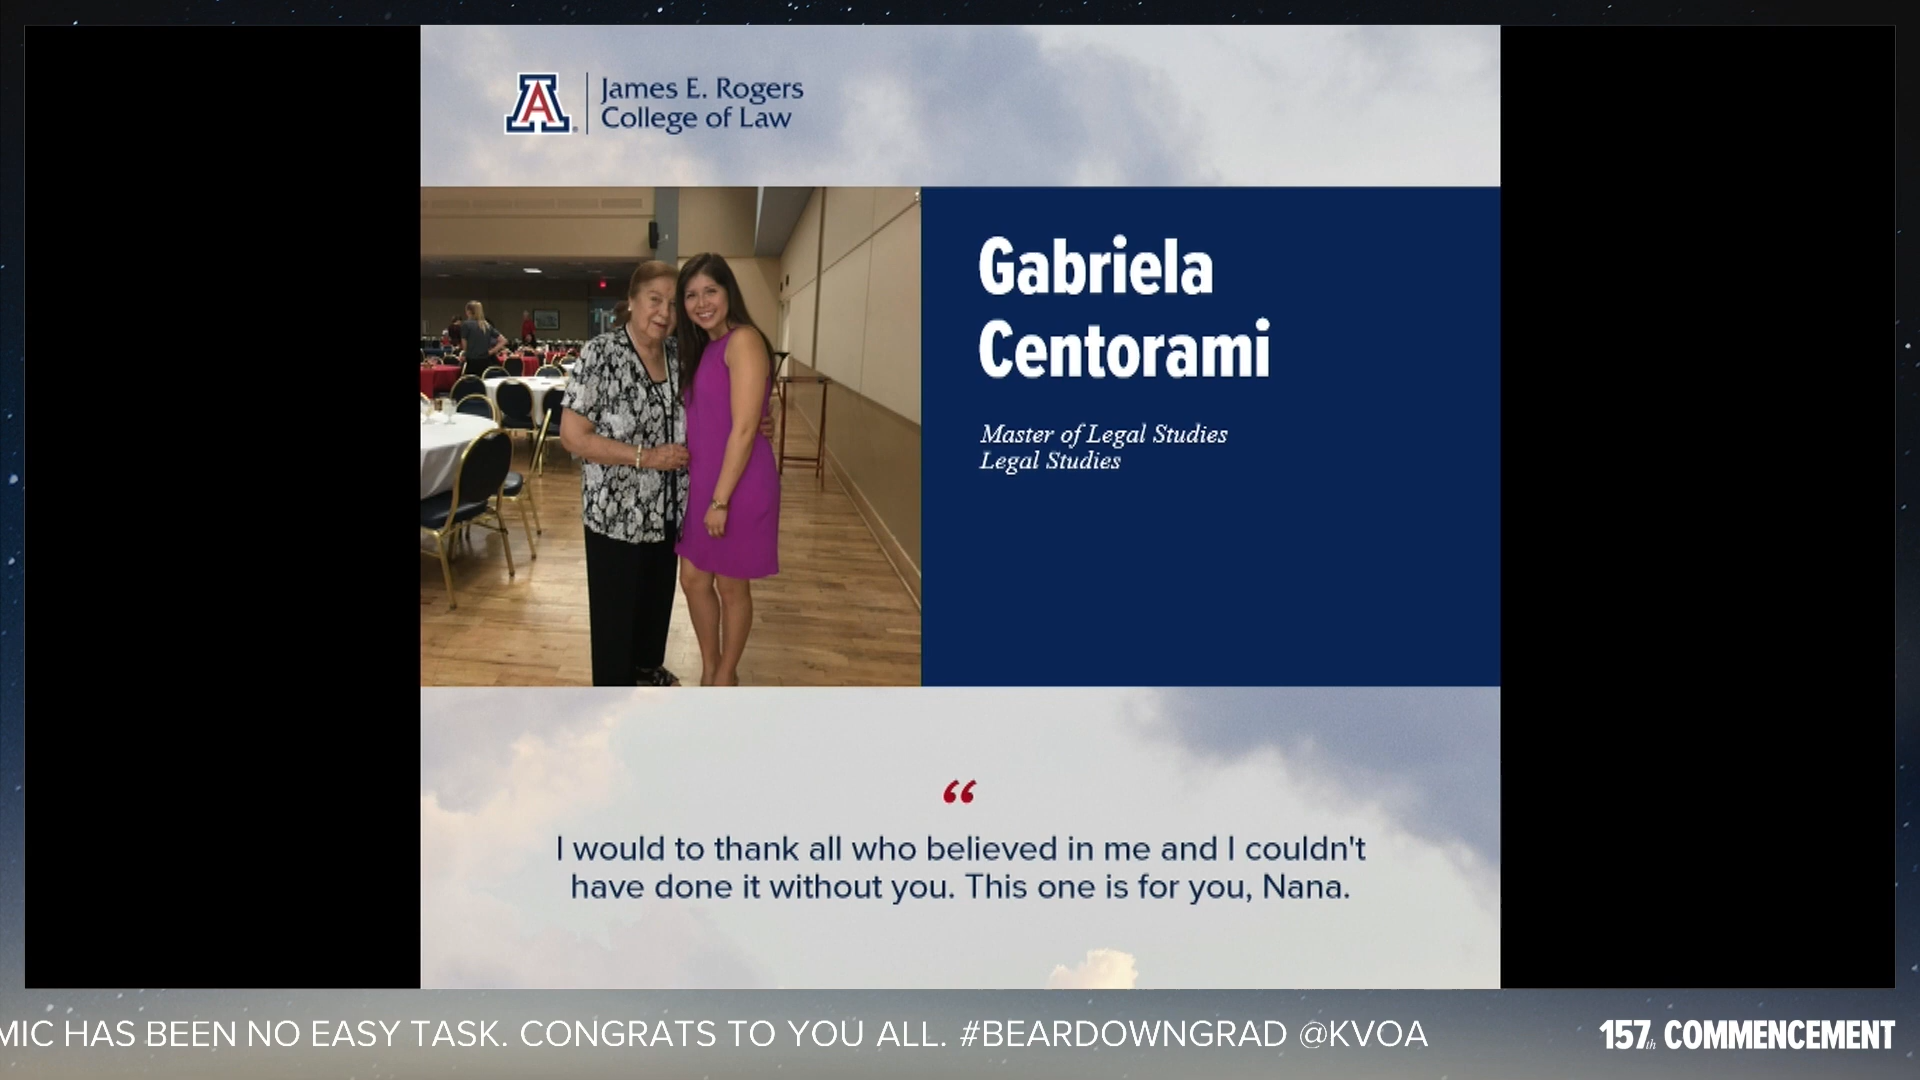 A
James E. Rogers
College of Law
Gabriela
Centorami
Master of Legal Studies
Legal Studies
“
I would to thank all who believed in me and I couldn't
have done it without you. This one is for you, Nana.
MIC HAS BEEN NO EASY TASK. CONGRATS TO YOU ALL. #BEARDOWNGRAD @KVOA
157th COMMENCEMENT